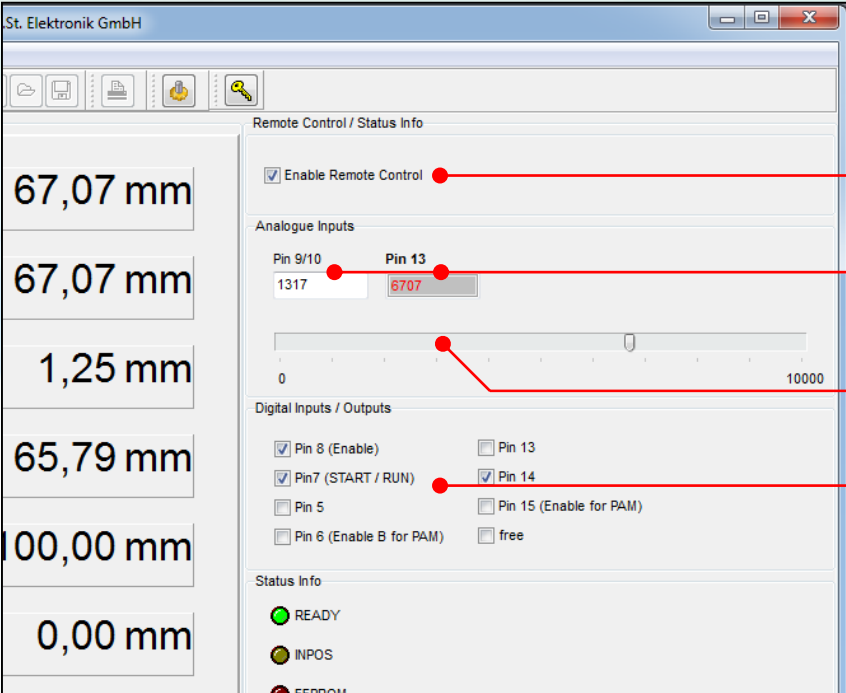 .St. Elektronik GmbH
Remote Control / Status Info
67,07 mm
Enable Remote Control
Analogue Inputs
Pin 9/10 Pin 13
67,07 mm
1317 6707
1,25 mm
0 10000
Digital Inputs / Outputs
65,79 mm
Pin 8 (Enable) Pin 13
Pin7 (START / RUN) Pin 14
Pin 5 Pin 15 (Enable for PAM)
100,00 mm
Pin 6 (Enable B for PAM) free
Status Info
0,00 mm
READY
INPOS
EEPROM